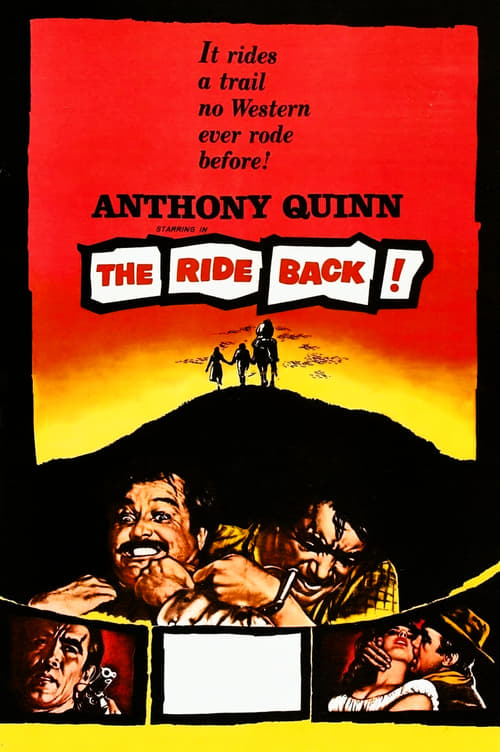 It rides
a trail
no Western
ever rode
before!
ANTHONY QUINN
STARRING IN
THE RIDE BACK!